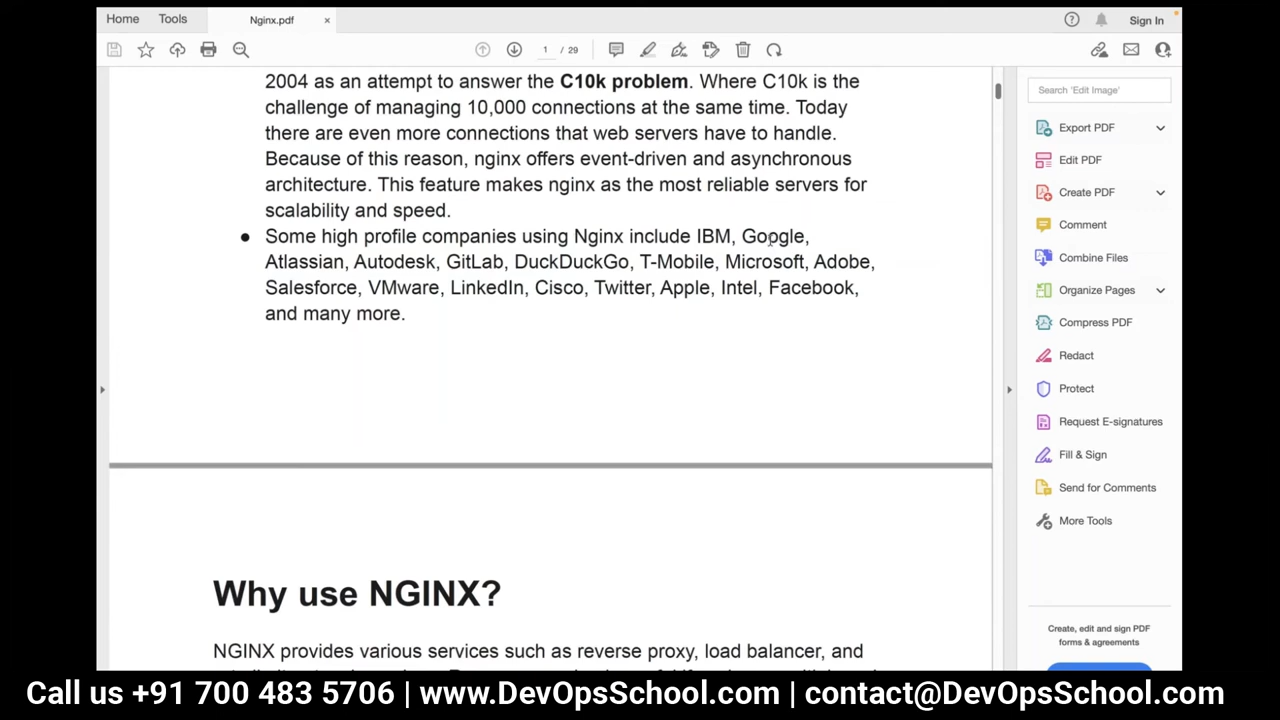 Home Tools Nginx.pdf × Sign In
1 / 29
2004 as an attempt to answer the C10k problem. Where C10k is the
challenge of managing 10,000 connections at the same time. Today
there are even more connections that web servers have to handle.
Because of this reason, nginx offers event-driven and asynchronous
architecture. This feature makes nginx as the most reliable servers for
scalability and speed.
● Some high profile companies using Nginx include IBM, Google,
Atlassian, Autodesk, GitLab, DuckDuckGo, T-Mobile, Microsoft, Adobe,
Salesforce, VMware, LinkedIn, Cisco, Twitter, Apple, Intel, Facebook,
and many more.
Why use NGINX?
NGINX provides various services such as reverse proxy, load balancer, and
Search 'Edit Image'
Export PDF
Edit PDF
Create PDF
Comment
Combine Files
Organize Pages
Compress PDF
Redact
Protect
Request E-signatures
Fill & Sign
Send for Comments
More Tools
Create, edit and sign PDF
forms & agreements
Call us +91 700 483 5706 | www.DevOpsSchool.com | contact@DevOpsSchool.com